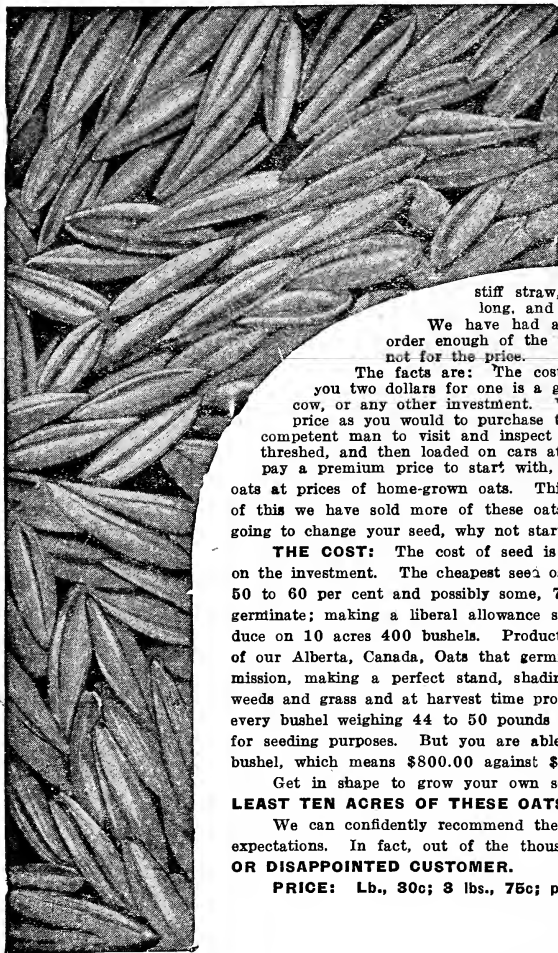 stiff straw,
long, and
We have had a
order enough of the
not for the price.
The facts are: The cost
you two dollars for one is a g
cow, or any other investment.
price as you would to purchase
competent man to visit and inspect
threshed, and then loaded on cars at
pay a premium price to start with,
oats at prices of home-grown oats. Thi
of this we have sold more of these oats
going to change your seed, why not star
THE COST: The cost of seed is
on the investment. The cheapest seed o
50 to 60 per cent and possibly some, 7
germinate; making a liberal allowance s
duce on 10 acres 400 bushels. Product
of our Alberta, Canada, Oats that germi
mission, making a perfect stand, shadin
weeds and grass and at harvest time pro
every bushel weighing 44 to 50 pounds
for seeding purposes. But you are able
bushel, which means $800.00 against $
Get in shape to grow your own s
LEAST TEN ACRES OF THESE OATS
We can confidently recommend the
expectations. In fact, out of the thous
OR DISAPPOINTED CUSTOMER.
PRICE: Lb., 30c; 3 lbs., 75c; p